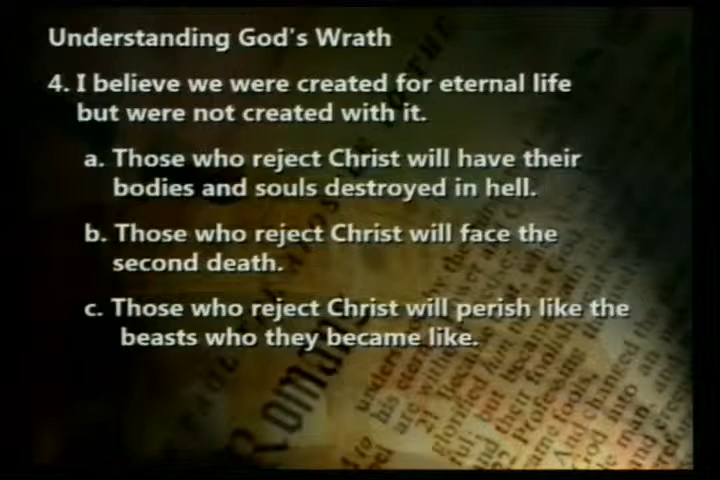 Understanding God's Wrath
4. I believe we were created for eternal life
but were not created with it.
a. Those who reject Christ will have their
bodies and souls destroyed in hell.
b. Those who reject Christ will face the
second death.
c. Those who reject Christ will perish like the
beasts who they became like.
Romans